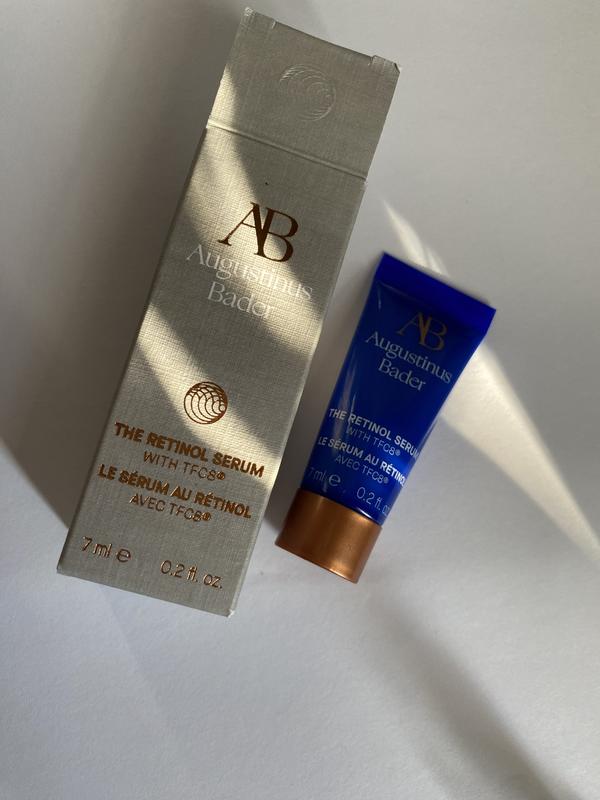 AB
Augustinus
Bader
THE RETINOL SERUM
WITH TFC8®
LE SÉRUM AU RÉTINOL
AVEC TFC8®
7 ml e 0.2 fl. oz.
AB
Augustinus
Bader
THE RETINOL SERUM
WITH TFC8®
LE SÉRUM AU RÉTINOL
AVEC TFC8®
7 ml e 0.2 fl. oz.